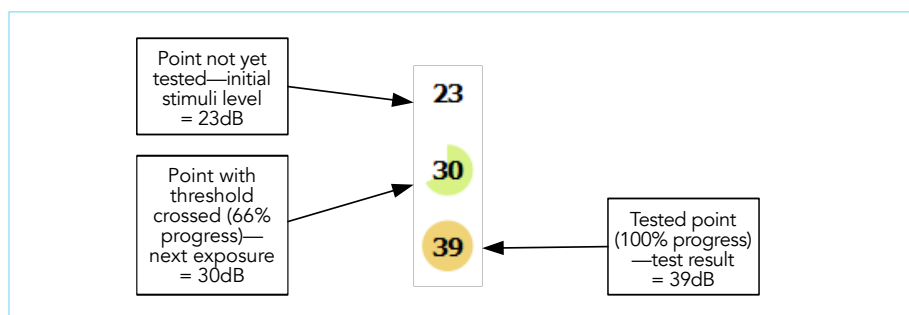 Point not yet
tested—initial
stimuli level
= 23dB
23
Point with
threshold
crossed (66%
progress)—
next exposure
= 30dB
30
39
Tested point
(100% progress)
—test result
= 39dB